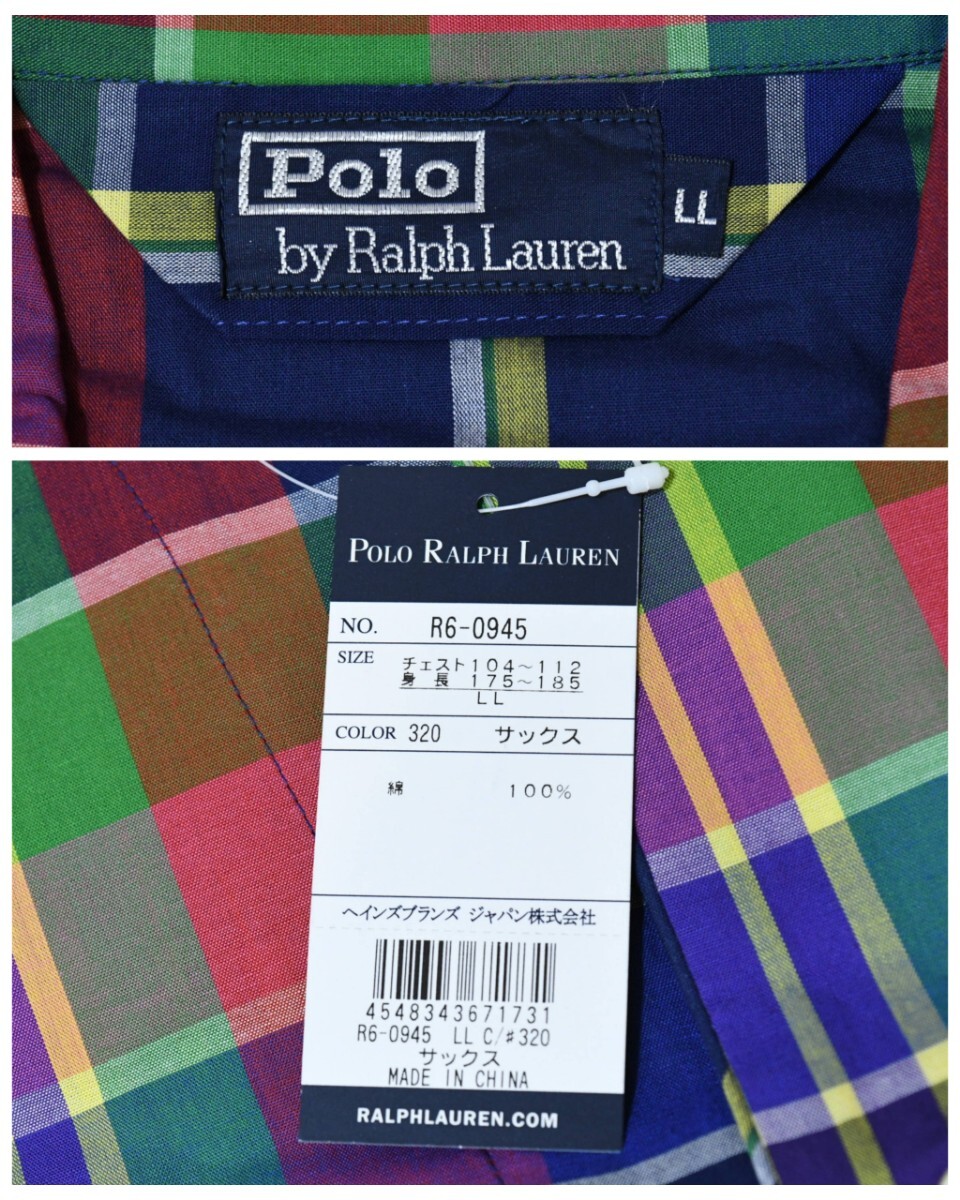 Polo
by Ralph Lauren
LL
POLO RALPH LAUREN
NO. R6-0945
SIZE チェスト104~112
身 長 175~185
LL
COLOR 320 サックス
綿 100%
ヘインズブランズ ジャパン株式会社
4548343671731
R6-0945 LL C/#320
サックス
MADE IN CHINA
RALPHLAUREN.COM